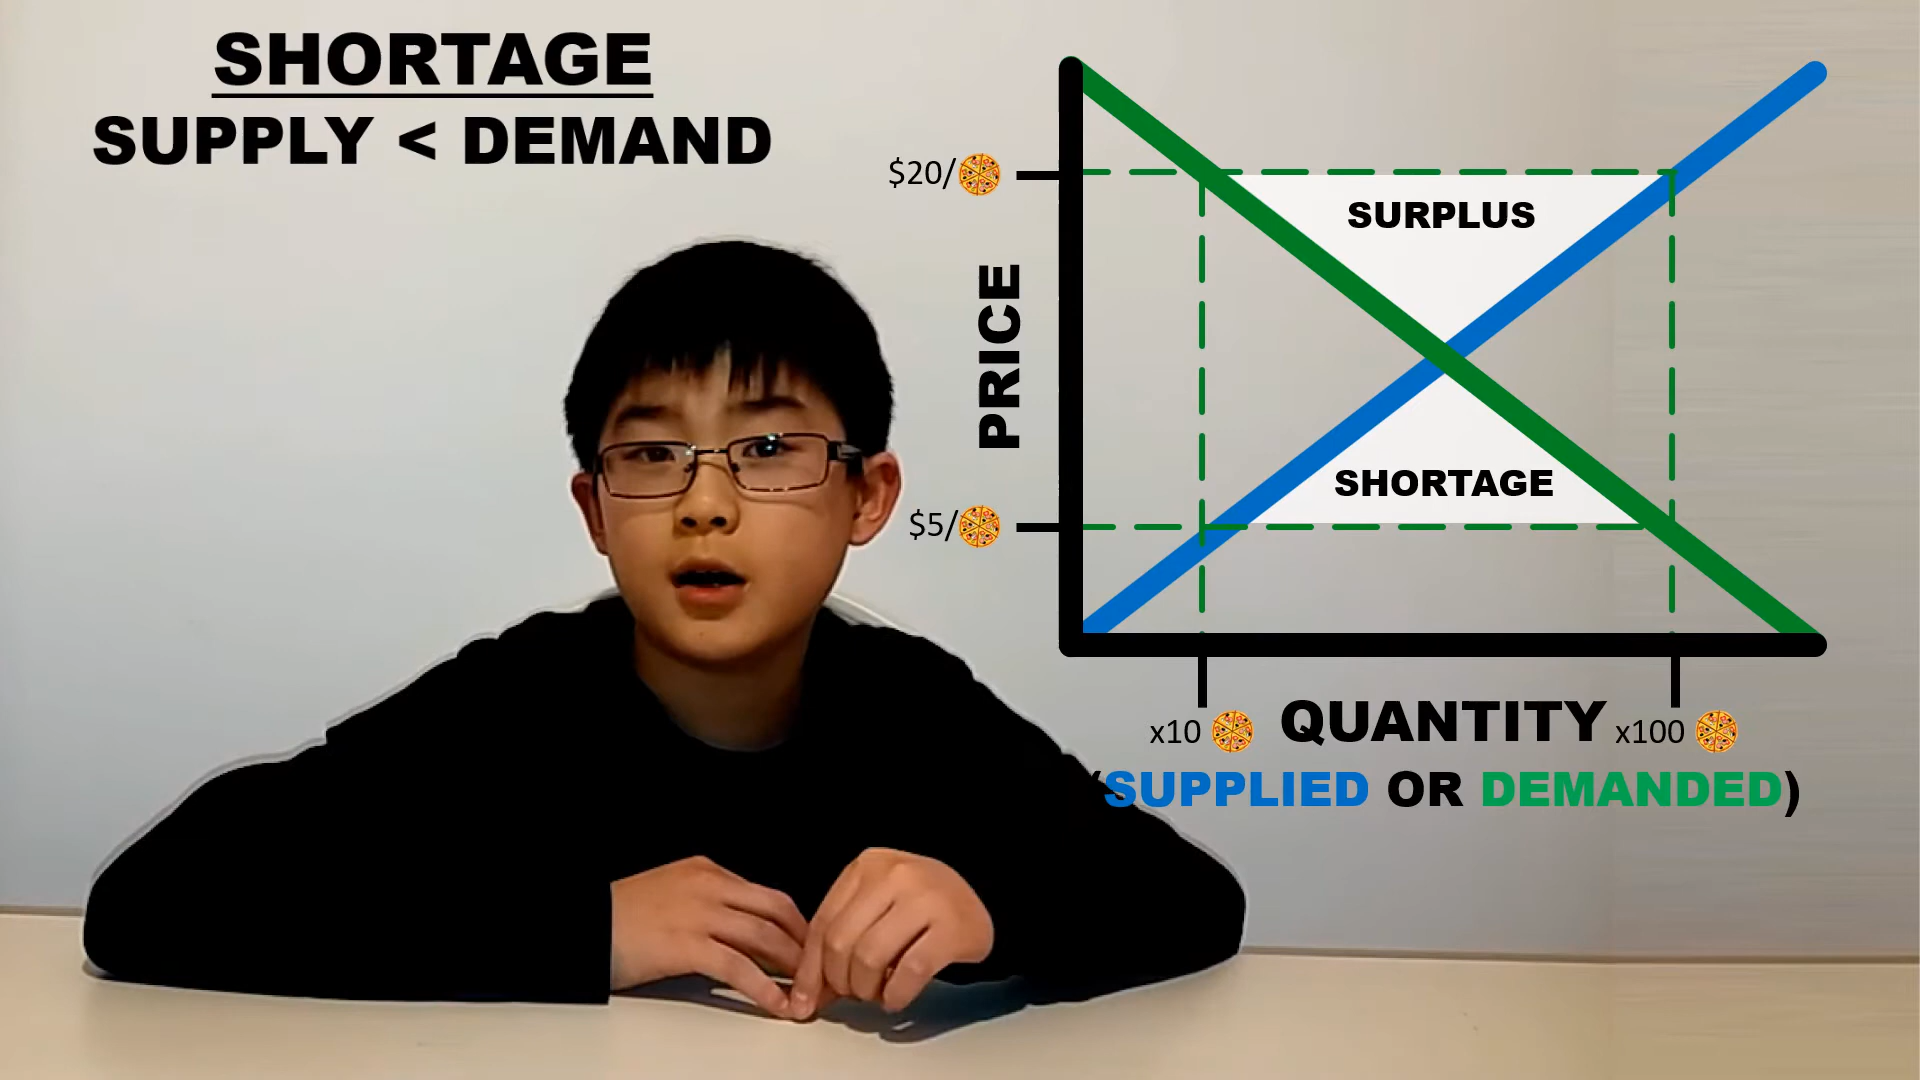 SHORTAGE
SUPPLY < DEMAND
$20/
SURPLUS
PRICE
SHORTAGE
$5/
x10
QUANTITY
x100
(SUPPLIED OR DEMANDED)